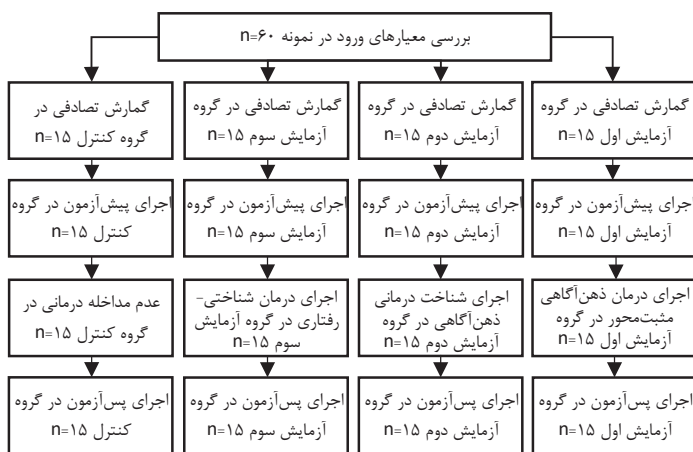 بررسی معیارهای ورود در نمونه n=۶۰
گمارش تصادفی در گروه
آزمایش اول n=۱۵
گمارش تصادفی در گروه
آزمایش دوم n=۱۵
گمارش تصادفی در گروه
آزمایش سوم n=۱۵
گمارش تصادفی در
گروه کنترل n=۱۵
اجرای پیش‌آزمون در گروه
آزمایش اول n=۱۵
اجرای پیش‌آزمون در گروه
آزمایش دوم n=۱۵
اجرای پیش‌آزمون در گروه
آزمایش سوم n=۱۵
اجرای پیش‌آزمون در گروه
کنترل n=۱۵
اجرای درمان ذهن‌آگاهی
مثبت‌محور در گروه
آزمایش اول n=۱۵
اجرای شناخت درمانی
ذهن‌آگاهی در گروه
آزمایش دوم n=۱۵
اجرای درمان شناختی-
رفتاری در گروه آزمایش
سوم n=۱۵
عدم مداخله درمانی در
گروه کنترل n=۱۵
اجرای پس‌آزمون در گروه
آزمایش اول n=۱۵
اجرای پس‌آزمون در گروه
آزمایش دوم n=۱۵
اجرای پس‌آزمون در گروه
آزمایش سوم n=۱۵
اجرای پس‌آزمون در گروه
کنترل n=۱۵